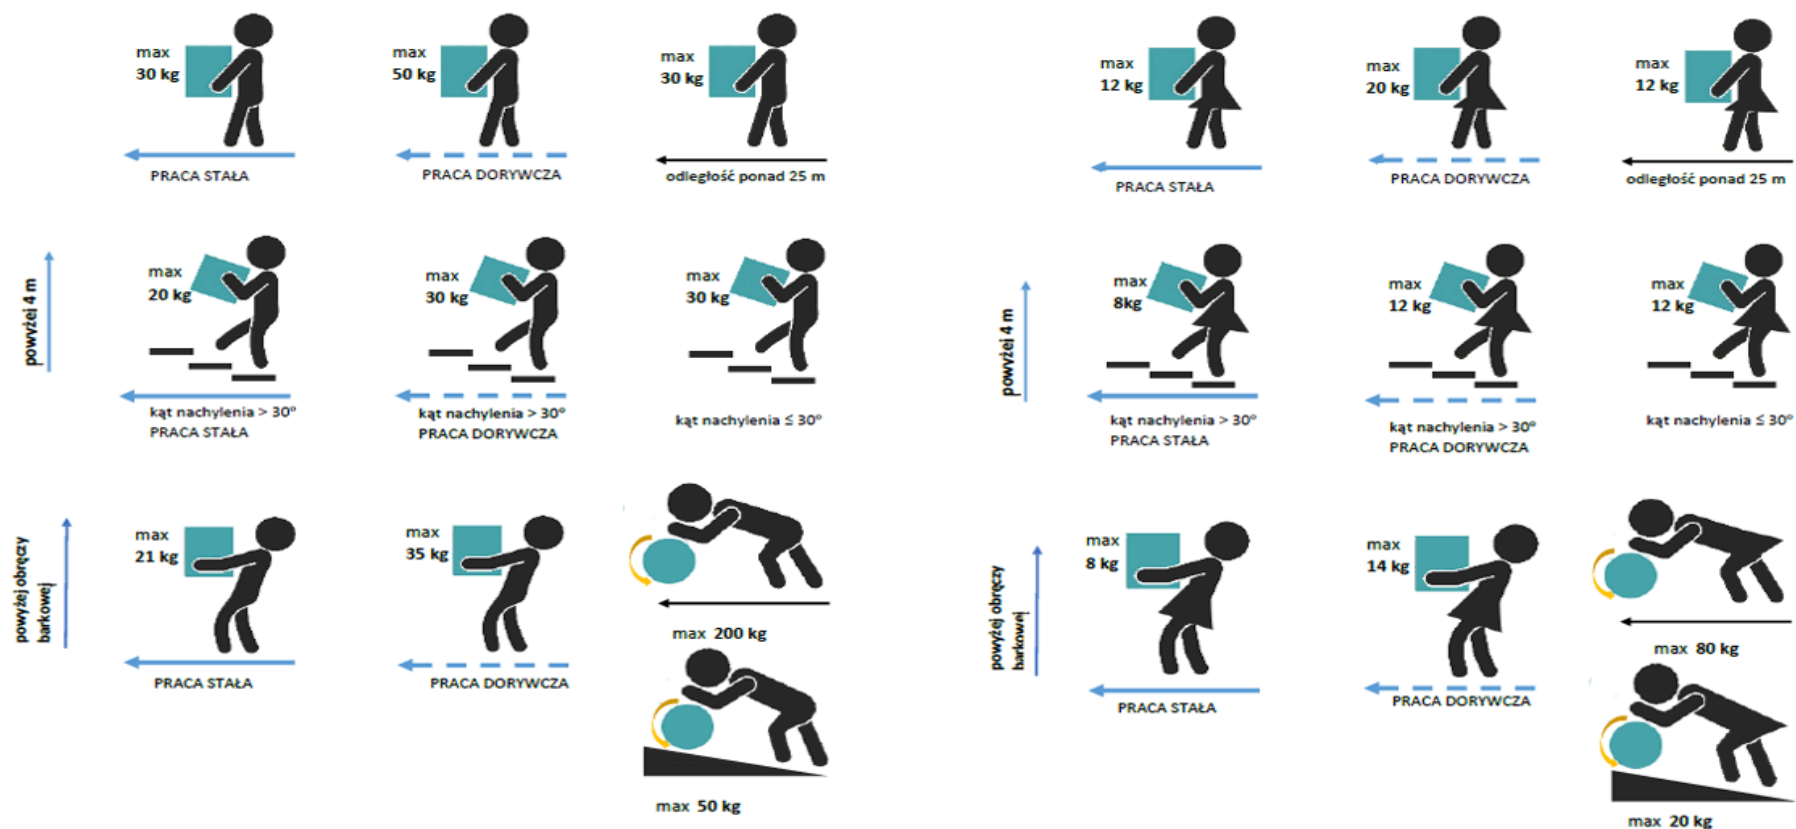 max
30 kg
PRACA STAŁA
max
50 kg
PRACA DORYWCZA
max
30 kg
odległość ponad 25 m
powyżej 4 m
max
20 kg
kąt nachylenia > 30°
PRACA STAŁA
max
30 kg
kąt nachylenia > 30°
PRACA DORYWCZA
max
30 kg
kąt nachylenia ≤ 30°
powyżej obręczy
barkowej
max
21 kg
PRACA STAŁA
max
35 kg
PRACA DORYWCZA
max 200 kg
max 50 kg
max
12 kg
PRACA STAŁA
max
20 kg
PRACA DORYWCZA
max
12 kg
odległość ponad 25 m
powyżej 4 m
max
8kg
kąt nachylenia > 30°
PRACA STAŁA
max
12 kg
kąt nachylenia > 30°
PRACA DORYWCZA
max
12 kg
kąt nachylenia ≤ 30°
powyżej obręczy
barkowej
max
8 kg
PRACA STAŁA
max
14 kg
PRACA DORYWCZA
max 80 kg
max 20 kg